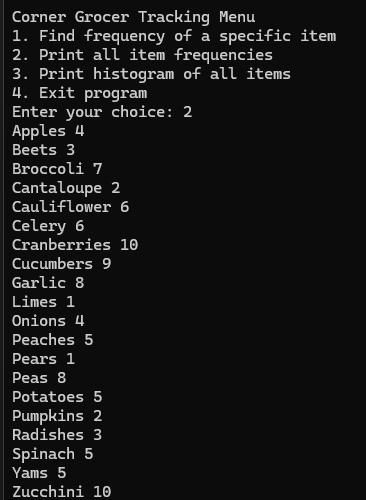 Corner Grocer Tracking Menu
1. Find frequency of a specific item
2. Print all item frequencies
3. Print histogram of all items
4. Exit program
Enter your choice: 2
Apples 4
Beets 3
Broccoli 7
Cantaloupe 2
Cauliflower 6
Celery 6
Cranberries 10
Cucumbers 9
Garlic 8
Limes 1
Onions 4
Peaches 5
Pears 1
Peas 8
Potatoes 5
Pumpkins 2
Radishes 3
Spinach 5
Yams 5
Zucchini 10